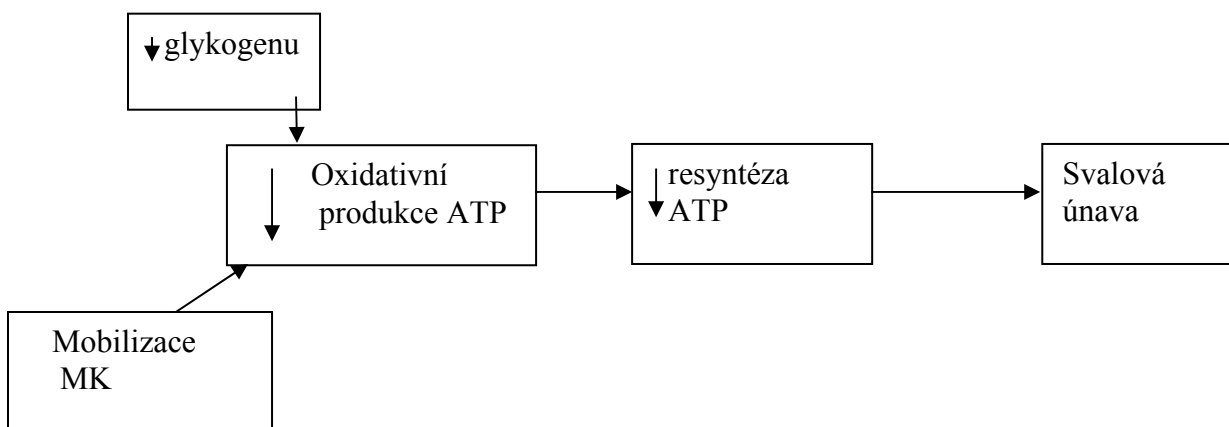 glykogenu
Oxidativní
produkce ATP
resyntéza
ATP
Svalová
únava
Mobilizace
MK